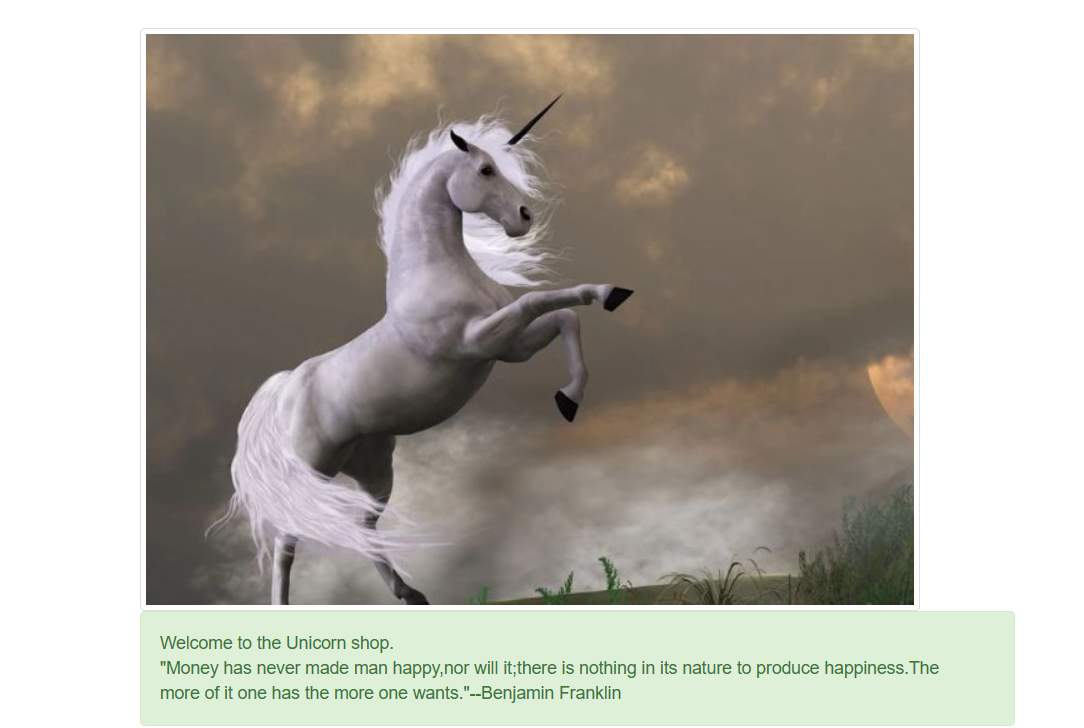 Welcome to the Unicorn shop.
"Money has never made man happy,nor will it;there is nothing in its nature to produce happiness.The
more of it one has the more one wants."--Benjamin Franklin